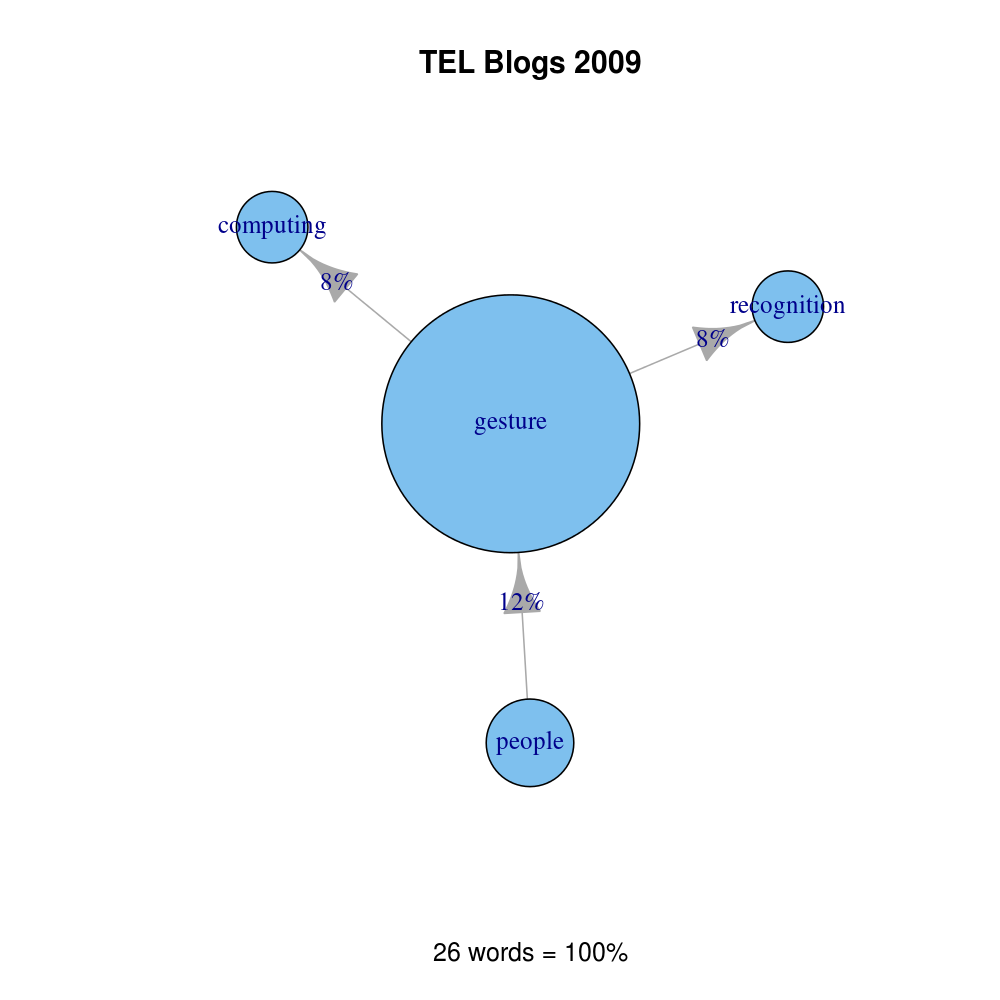 TEL Blogs 2009
computing
8%
recognition
8%
gesture
12%
people
26 words = 100%